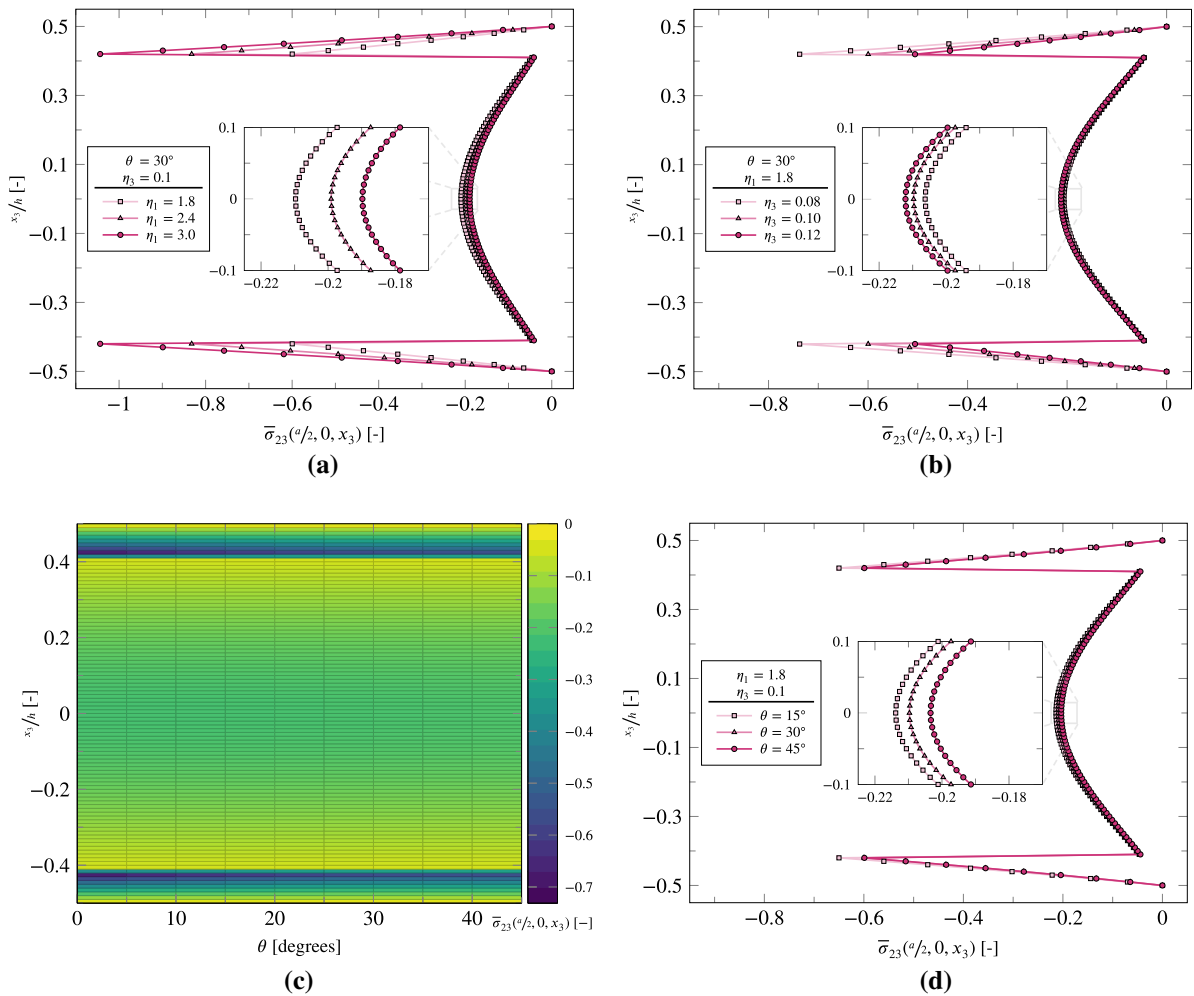 0.5
0.3
0.1
−0.1
−0.3
−0.5
x3/h [-]
θ = 30°
η3 = 0.1
η1 = 1.8
η1 = 2.4
η1 = 3.0
0.1
0
−0.1
−0.22
−0.2
−0.18
−1
−0.8
−0.6
−0.4
−0.2
0
σ̅23(a/2, 0, x3) [-]
(a)
0.5
0.3
0.1
−0.1
−0.3
−0.5
x3/h [-]
θ = 30°
η1 = 1.8
η3 = 0.08
η3 = 0.10
η3 = 0.12
0.1
0
−0.1
−0.22
−0.2
−0.18
−0.8
−0.6
−0.4
−0.2
0
σ̅23(a/2, 0, x3) [-]
(b)
0.4
0.2
0
−0.2
−0.4
x3/h [-]
0
10
20
30
40
θ [degrees]
0
−0.1
−0.2
−0.3
−0.4
−0.5
−0.6
−0.7
σ̅23(a/2, 0, x3) [−]
(c)
0.5
0.3
0.1
−0.1
−0.3
−0.5
x3/h [-]
η1 = 1.8
η3 = 0.1
θ = 15°
θ = 30°
θ = 45°
0.1
0
−0.1
−0.22
−0.2
−0.18
−0.8
−0.6
−0.4
−0.2
0
σ̅23(a/2, 0, x3) [-]
(d)